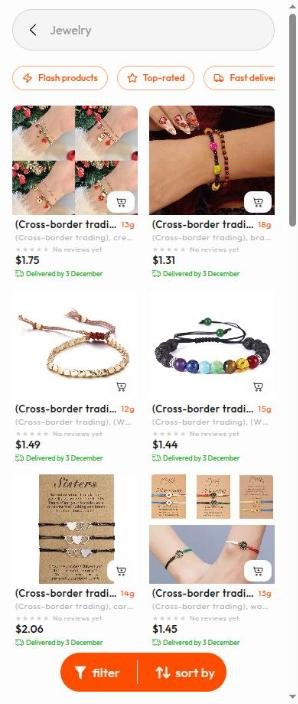 Jewelry
Flash products
Top-rated
Fast deliver
(Cross-border tradi... 13g
(Cross-border trading), cre...
No reviews yet
$1.75
Delivered by 3 December
(Cross-border tradi... 18g
(Cross-border trading), bra...
No reviews yet
$1.31
Delivered by 3 December
(Cross-border tradi... 12g
(Cross-border trading), (W...
No reviews yet
$1.49
Delivered by 3 December
(Cross-border tradi... 15g
(Cross-border trading), (W...
No reviews yet
$1.44
Delivered by 3 December
Sisters
(Cross-border tradi... 14g
(Cross-border trading), car...
No reviews yet
$2.06
Delivered by 3 December
(Cross-border tradi... 13g
(Cross-border trading), wo...
No reviews yet
$1.45
Delivered by 3 December
filter
sort by